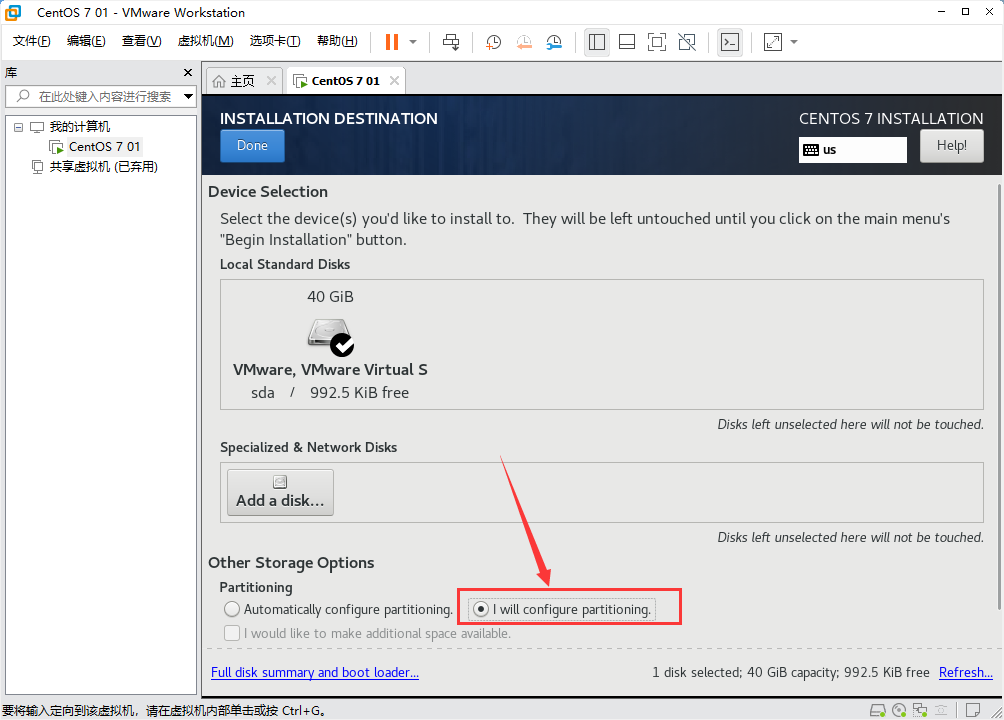 CentOS 7 01 - VMware Workstation
文件(F) 编辑(E) 查看(V) 虚拟机(M) 选项卡(T) 帮助(H)
库
在此处键入内容进行搜索
我的计算机
CentOS 7 01
共享虚拟机 (已弃用)
主页
CentOS 7 01
INSTALLATION DESTINATION
CENTOS 7 INSTALLATION
Done
us
Help!
Device Selection
Select the device(s) you'd like to install to.  They will be left untouched until you click on the main menu's
"Begin Installation" button.
Local Standard Disks
40 GiB
VMware, VMware Virtual S
sda / 992.5 KiB free
Disks left unselected here will not be touched.
Specialized & Network Disks
Add a disk...
Disks left unselected here will not be touched.
Other Storage Options
Partitioning
Automatically configure partitioning. I will configure partitioning.
I would like to make additional space available.
Full disk summary and boot loader...
1 disk selected; 40 GiB capacity; 992.5 KiB free Refresh...
要将输入定向到该虚拟机，请在虚拟机内部单击或按 Ctrl+G。